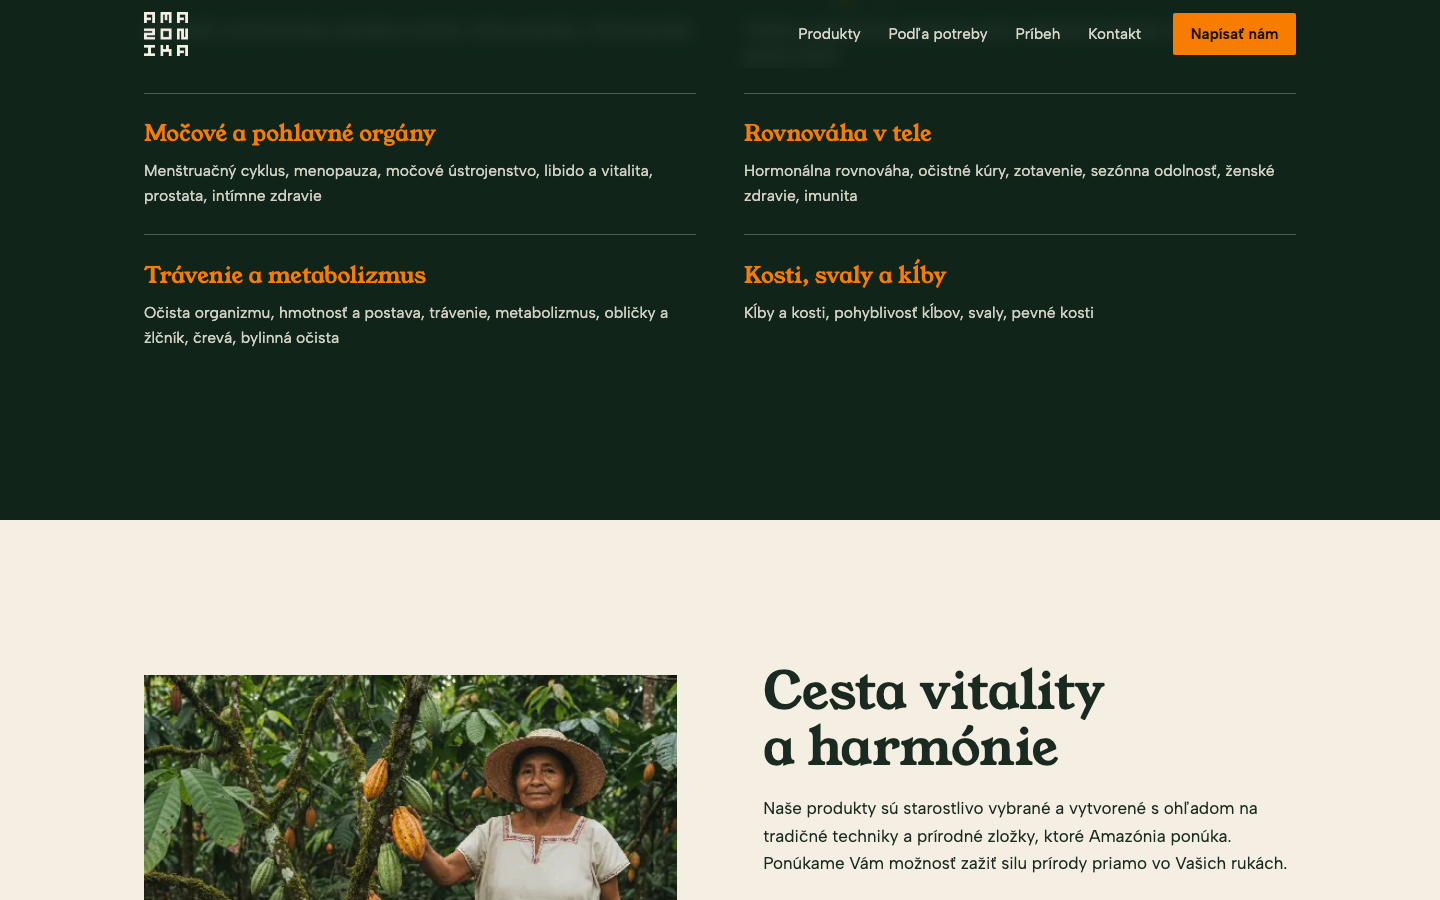 AMA
ZON
IKA
Produkty
Podľa potreby
Príbeh
Kontakt
Napísať nám
Močové a pohlavné orgány
Menštruačný cyklus, menopauza, močové ústrojenstvo, libido a vitalita,
prostata, intímne zdravie
Rovnováha v tele
Hormonálna rovnováha, očistné kúry, zotavenie, sezónna odolnosť, ženské
zdravie, imunita
Trávenie a metabolizmus
Očista organizmu, hmotnosť a postava, trávenie, metabolizmus, obličky a
žlčník, črevá, bylinná očista
Kosti, svaly a kĺby
Kĺby a kosti, pohyblivosť kĺbov, svaly, pevné kosti
Cesta vitality
a harmónie
Naše produkty sú starostlivo vybrané a vytvorené s ohľadom na
tradičné techniky a prírodné zložky, ktoré Amazónia ponúka.
Ponúkame Vám možnosť zažiť silu prírody priamo vo Vašich rukách.